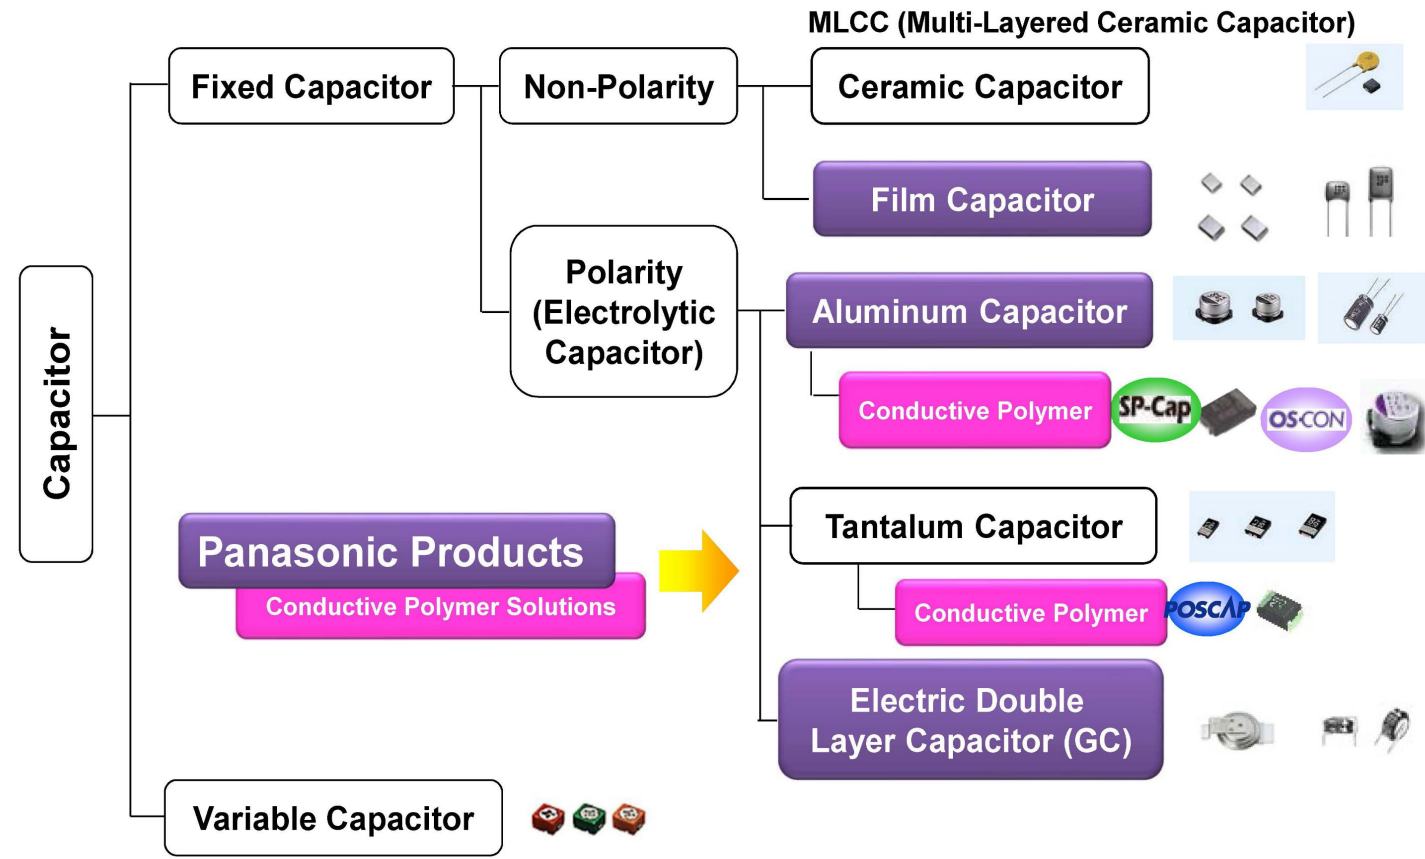 MLCC (Multi-Layered Ceramic Capacitor)
Fixed Capacitor
Non-Polarity
Ceramic Capacitor
Film Capacitor
Polarity
(Electrolytic
Capacitor)
Aluminum Capacitor
Capacitor
Conductive Polymer
SP-Cap
OS-CON
Tantalum Capacitor
Panasonic Products
Conductive Polymer Solutions
Conductive Polymer
POSCAP
Electric Double
Layer Capacitor (GC)
Variable Capacitor